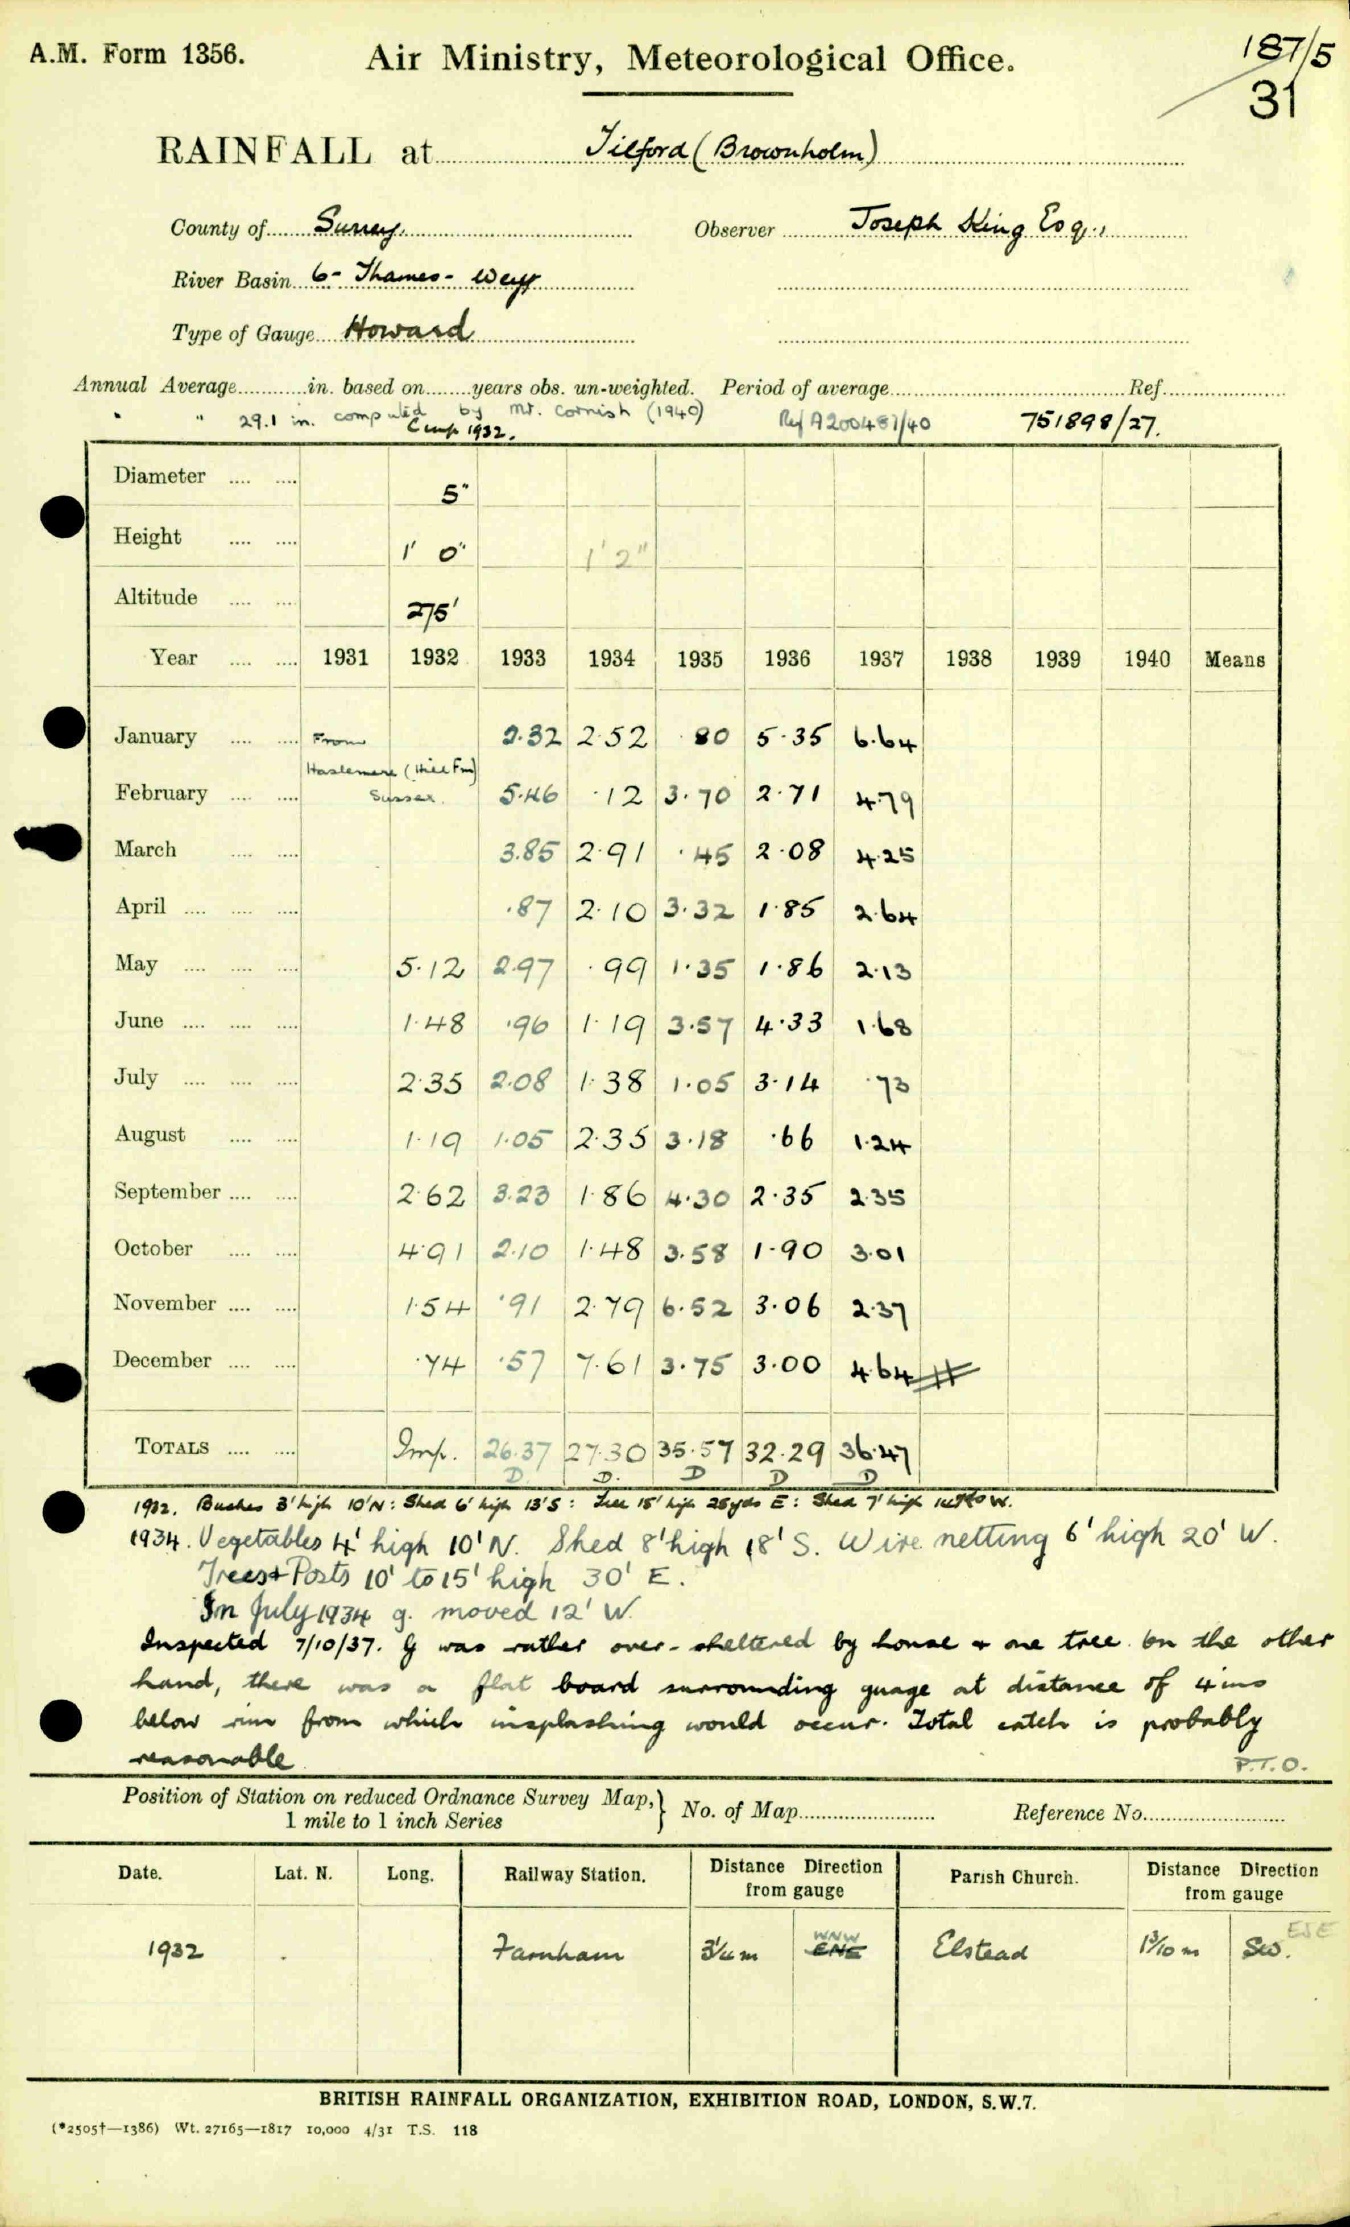 A.M. Form 1356.
Air Ministry, Meteorological Office.
187/5
31
RAINFALL at Tilford (Brownholm)
County of Surrey. Observer Joseph King Esq.,
River Basin 6 - Thames - Wey
Type of Gauge Howard
Annual Average in. based on years obs. un-weighted. Period of average Ref.
" " 29.1 in. computed by Mr. Cornish (1940) Ref A200487/40 751898/27.
1932.
Diameter 5"
Height 1' 0" 1' 2"
Altitude 275'
Year 1931 1932 1933 1934 1935 1936 1937 1938 1939 1940 Means
January From 2.32 2.52 .80 5.35 6.64
Haslemere (Hill Fm)
February Sussex. 5.46 .12 3.70 2.71 4.79
March 3.85 2.91 .45 2.08 4.25
April .87 2.10 3.32 1.85 2.64
May 5.12 2.97 .99 1.35 1.86 2.13
June 1.48 .96 1.19 3.57 4.33 1.68
July 2.35 2.08 1.38 1.05 3.14 .73
August 1.19 1.05 2.35 3.18 .66 1.24
September 2.62 3.23 1.86 4.30 2.35 2.35
October 4.91 2.10 1.48 3.58 1.90 3.01
November 1.54 .91 2.79 6.52 3.06 2.37
December .74 .57 7.61 3.75 3.00 4.64
TOTALS Imp. 26.37 27.30 35.57 32.29 36.47
D. D. D D D
1932. Bushes 3' high 10' N: Shed 6' high 13' S: Tree 15' high 25 yds E: Shed 7' high W.
1934. Vegetables 4' high 10' N. Shed 8' high 18' S. Wire netting 6' high 20' W.
Trees + Posts 10' to 15' high 30' E.
In July 1934 g. moved 12' W.
Inspected 7/10/37. G was rather over-sheltered by house + one tree. On the other
hand, there was a flat board surrounding guage at distance of 4 ins
below rim from which insplashing would occur. Total catch is probably
reasonable
P.T.O.
Position of Station on reduced Ordnance Survey Map, 1 mile to 1 inch Series } No. of Map Reference No.
Date. Lat. N. Long. Railway Station. Distance Direction from gauge Parish Church. Distance Direction from gauge
WNW ESE
1932 Farnham 3¼ m ENE Elstead 1 3/10 m SW.
BRITISH RAINFALL ORGANIZATION, EXHIBITION ROAD, LONDON, S.W.7.
(*2505†—1386) Wt. 27165—1817 10,000 4/31 T.S. 118